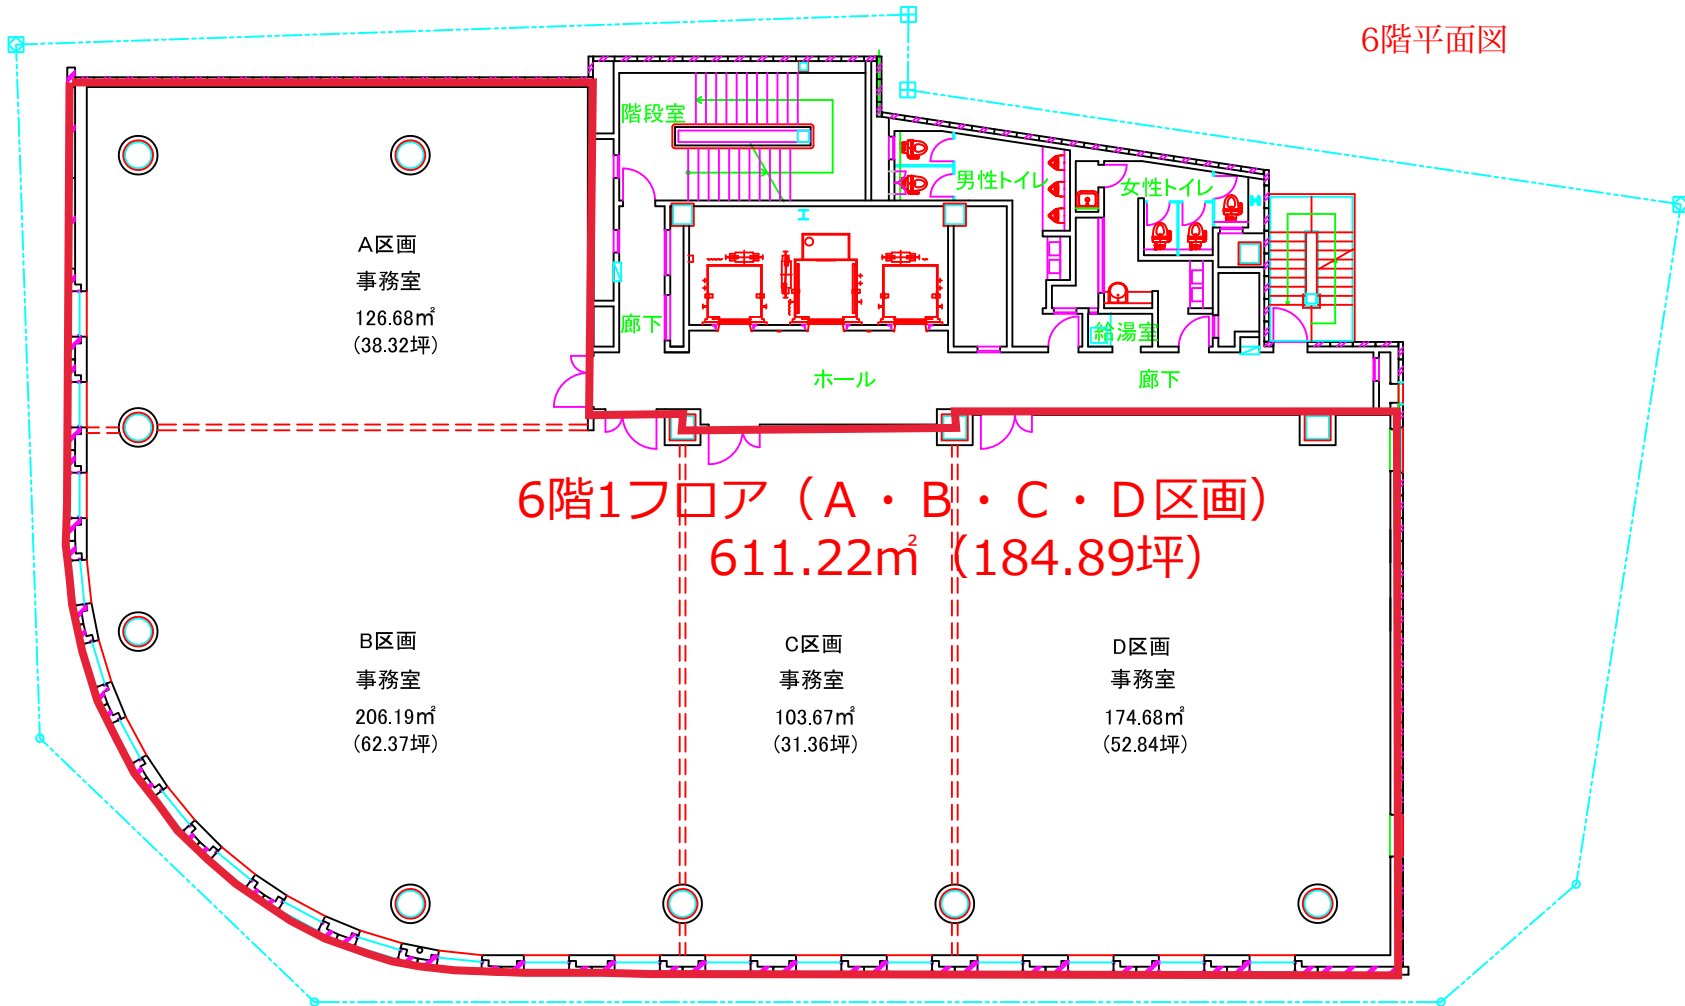 6階平面図
階段室
男性トイレ
女性トイレ
A区画
事務室
126.68㎡
(38.32坪)
廊下
給湯室
ホール
廊下
6階1フロア（A・B・C・D区画）
611.22㎡（184.89坪）
B区画
事務室
206.19㎡
(62.37坪)
C区画
事務室
103.67㎡
(31.36坪)
D区画
事務室
174.68㎡
(52.84坪)